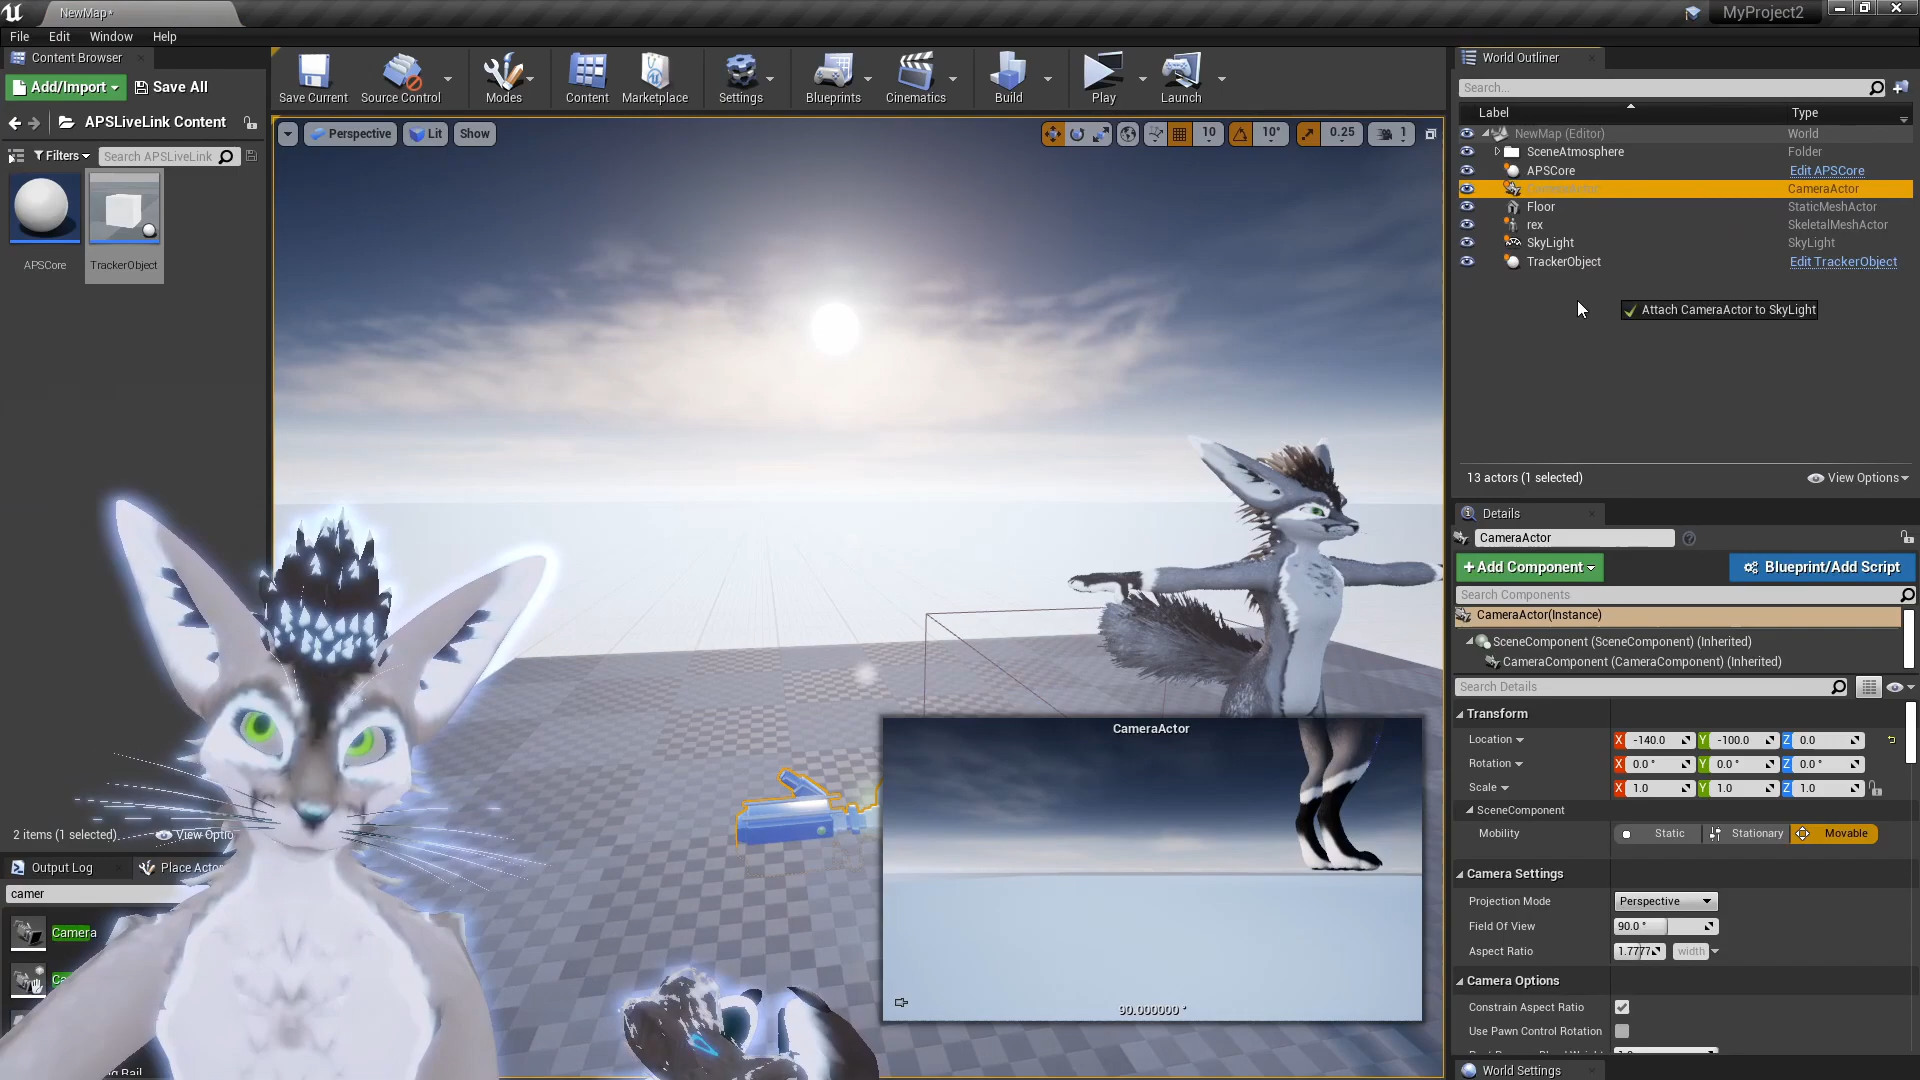 NewMap*
MyProject2
File Edit Window Help
Content Browser
Add/Import Save All
APSLiveLink Content
Filters Search APSLiveLink
APSCore
TrackerObject
2 items (1 selected) View Optio
Output Log Place Actor
camer
Camera
Ca
ng Rail
Save Current Source Control Modes Content Marketplace Settings Blueprints Cinematics Build Play Launch
Perspective Lit Show
10 10° 0.25 1
CameraActor
90.000000 °
World Outliner
Search...
Label Type
NewMap (Editor) World
SceneAtmosphere Folder
APSCore Edit APSCore
CameraActor
Floor StaticMeshActor
rex SkeletalMeshActor
SkyLight SkyLight
TrackerObject Edit TrackerObject
Attach CameraActor to SkyLight
13 actors (1 selected) View Options
Details
CameraActor
+Add Component Blueprint/Add Script
Search Components
CameraActor(Instance)
SceneComponent (SceneComponent) (Inherited)
CameraComponent (CameraComponent) (Inherited)
Search Details
Transform
Location X -140.0 Y -100.0 Z 0.0
Rotation X 0.0 ° Y 0.0 ° Z 0.0 °
Scale X 1.0 Y 1.0 Z 1.0
SceneComponent
Mobility Static Stationary Movable
Camera Settings
Projection Mode Perspective
Field Of View 90.0 °
Aspect Ratio 1.7777 width
Camera Options
Constrain Aspect Ratio
Use Pawn Control Rotation
World Settings